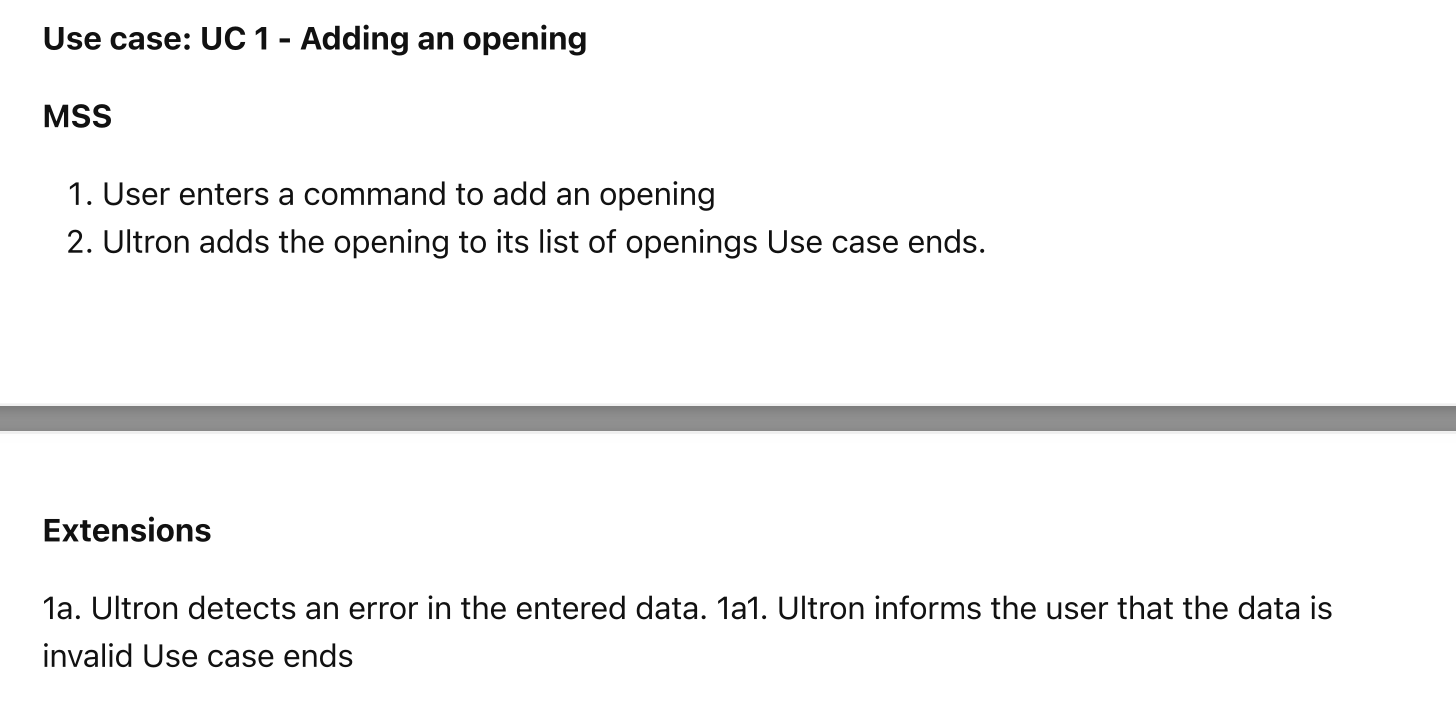 Use case: UC 1 - Adding an opening
MSS
1. User enters a command to add an opening
2. Ultron adds the opening to its list of openings Use case ends.
Extensions
1a. Ultron detects an error in the entered data. 1a1. Ultron informs the user that the data is
invalid Use case ends